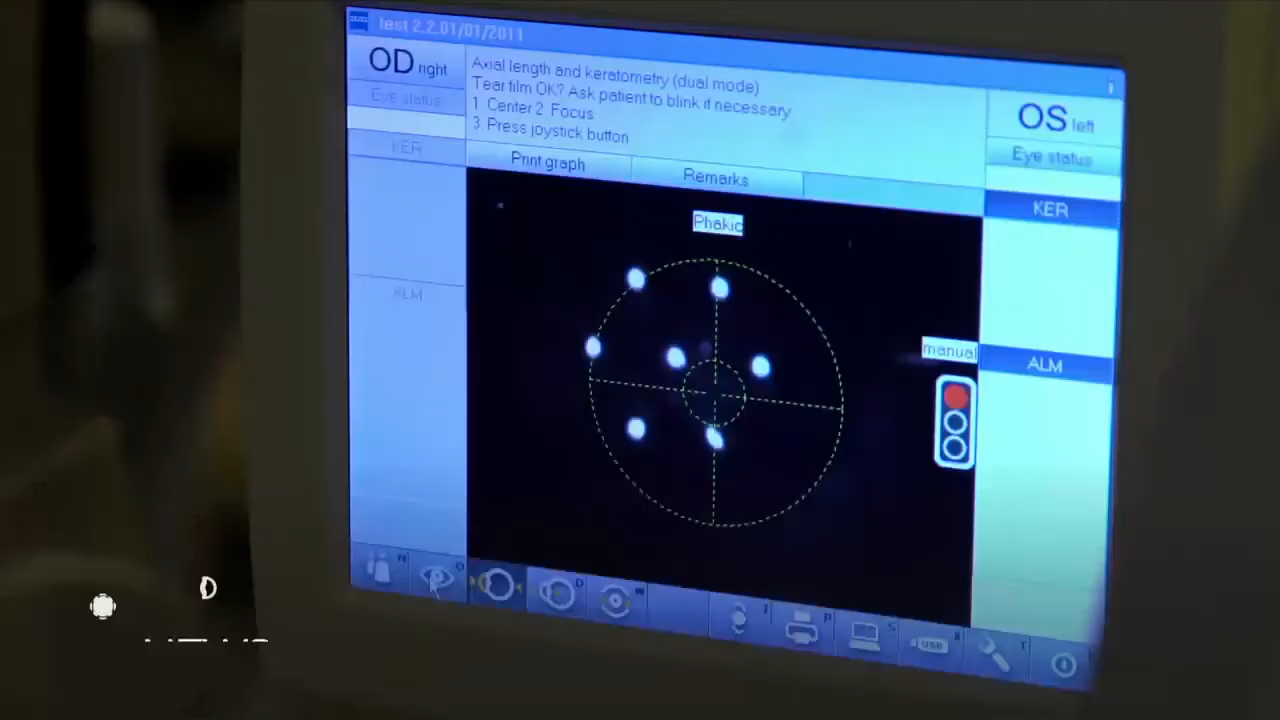 ZEISS test 2.2.01/01/2011
OD right
Eye status
KER
ALM
Axial length and keratometry (dual mode)
Tear film OK? Ask patient to blink if necessary
1. Center 2. Focus
3. Press joystick button
Print graph
Remarks
OS left
Eye status
KER
ALM
Phakic
manual
N
O
D
W
I
P
S
USB
T